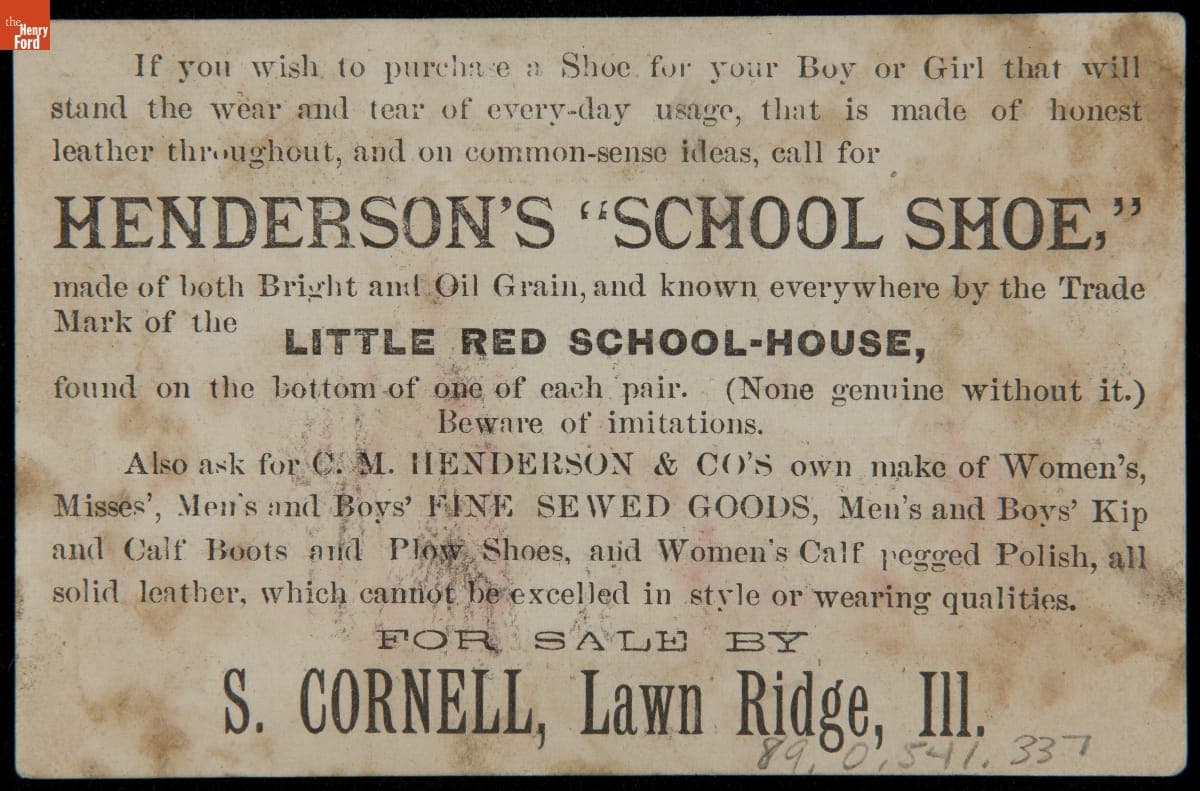 the
Henry
Ford
If you wish to purchase a Shoe for your Boy or Girl that will
stand the wear and tear of every-day usage, that is made of honest
leather throughout, and on common-sense ideas, call for
HENDERSON'S "SCHOOL SHOE,"
made of both Bright and Oil Grain, and known everywhere by the Trade
Mark of the
LITTLE RED SCHOOL-HOUSE,
found on the bottom of one of each pair. (None genuine without it.)
Beware of imitations.
Also ask for C. M. HENDERSON & CO'S own make of Women's,
Misses', Men's and Boys' FINE SEWED GOODS, Men's and Boys' Kip
and Calf Boots and Plow Shoes, and Women's Calf pegged Polish, all
solid leather, which cannot be excelled in style or wearing qualities.
FOR SALE BY
S. CORNELL, Lawn Ridge, Ill.
89.0.541.337